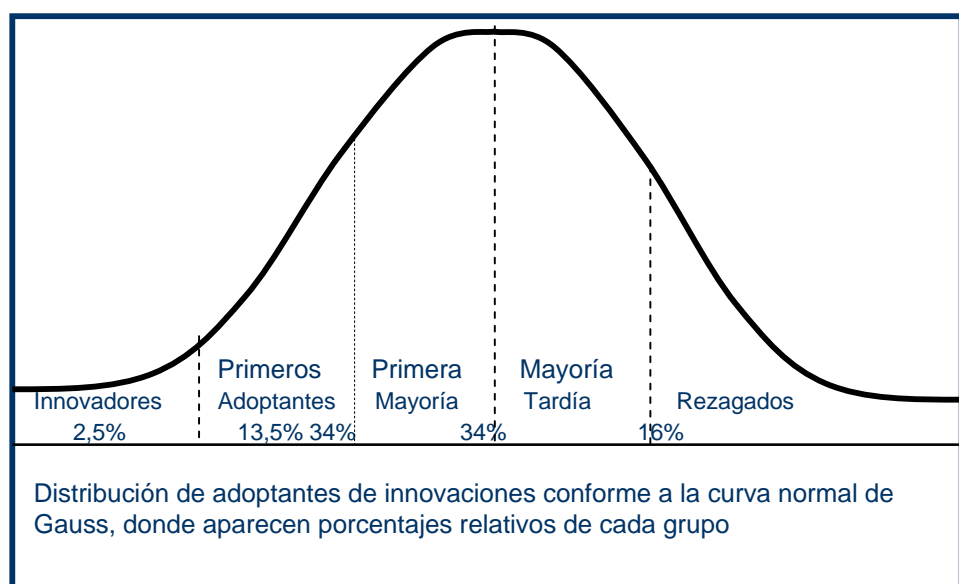 Primeros Primera Mayoría
Innovadores Adoptantes Mayoría Tardía Rezagados
2,5% 13,5% 34% 34% 16%
Distribución de adoptantes de innovaciones conforme a la curva normal de
Gauss, donde aparecen porcentajes relativos de cada grupo